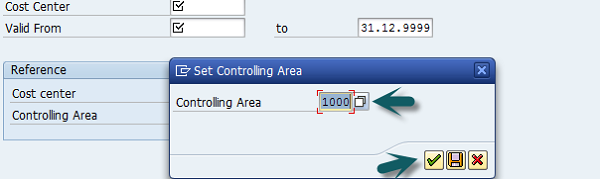 Cost Center
Valid From to 31.12.9999
Reference
Cost center
Controlling Area
Set Controlling Area
Controlling Area 1000